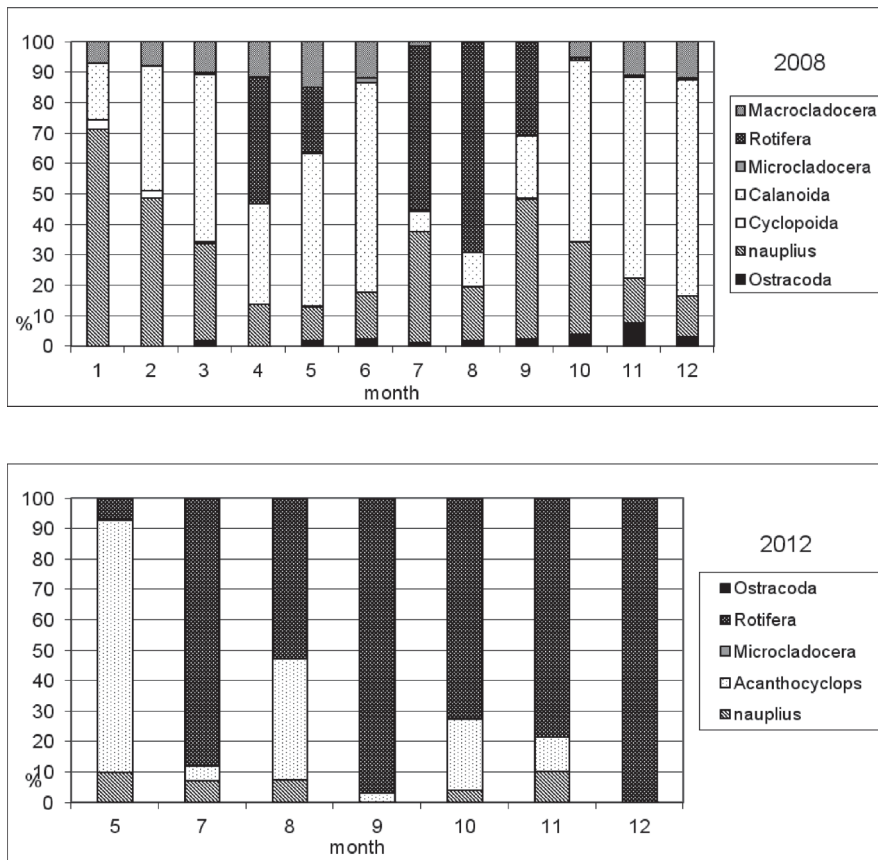 100
90
80
70
60
50
40
30
20
10
0
%
1 2 3 4 5 6 7 8 9 10 11 12
month
2008
Macrocladocera
Rotifera
Microcladocera
Calanoida
Cyclopoida
nauplius
Ostracoda
100
90
80
70
60
50
40
30
20
10
0
%
5 7 8 9 10 11 12
month
2012
Ostracoda
Rotifera
Microcladocera
Acanthocyclops
nauplius